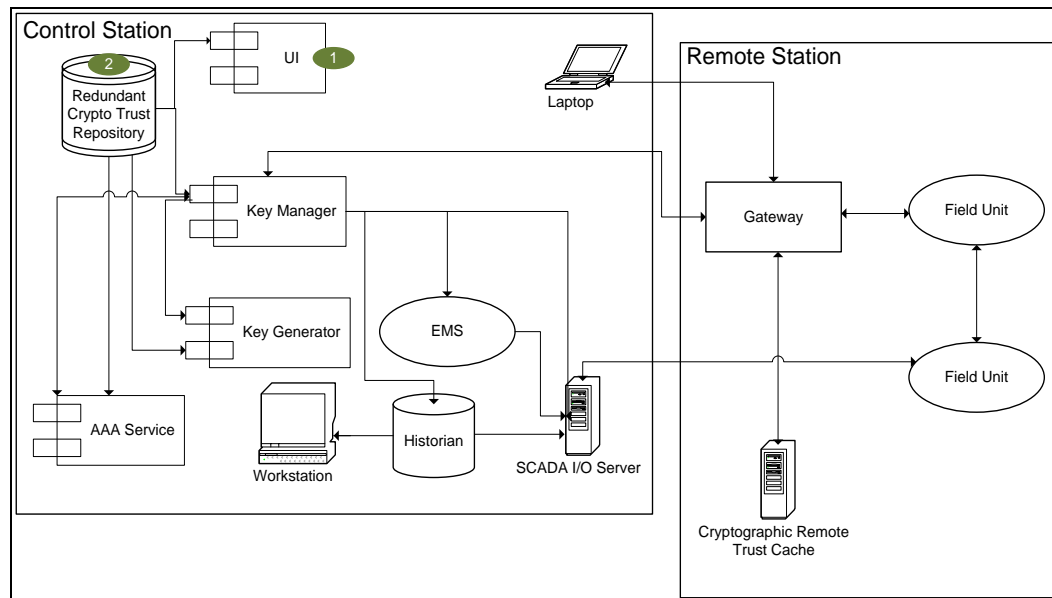 Control Station
UI
1
2
Redundant
Crypto Trust
Repository
Laptop
Remote Station
Key Manager
Gateway
Field Unit
Key Generator
EMS
Field Unit
AAA Service
Workstation
Historian
SCADA I/O Server
Cryptographic Remote
Trust Cache